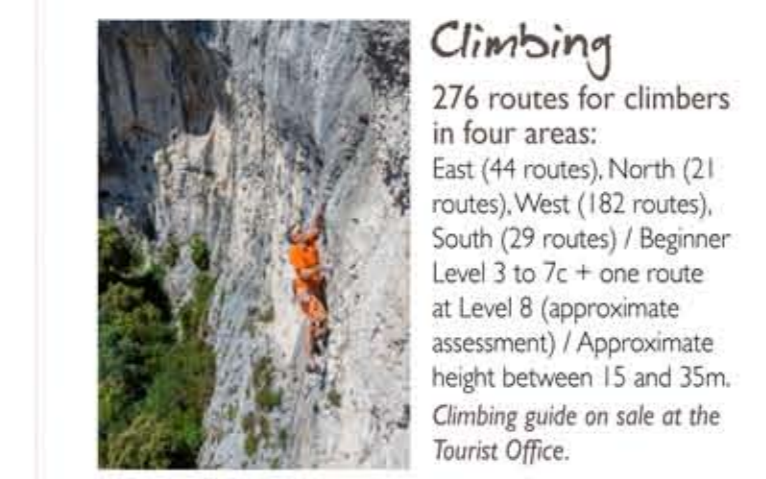 Climbing
276 routes for climbers
in four areas:
East (44 routes), North (21
routes), West (182 routes),
South (29 routes) / Beginner
Level 3 to 7c + one route
at Level 8 (approximate
assessment) / Approximate
height between 15 and 35m.
Climbing guide on sale at the
Tourist Office.